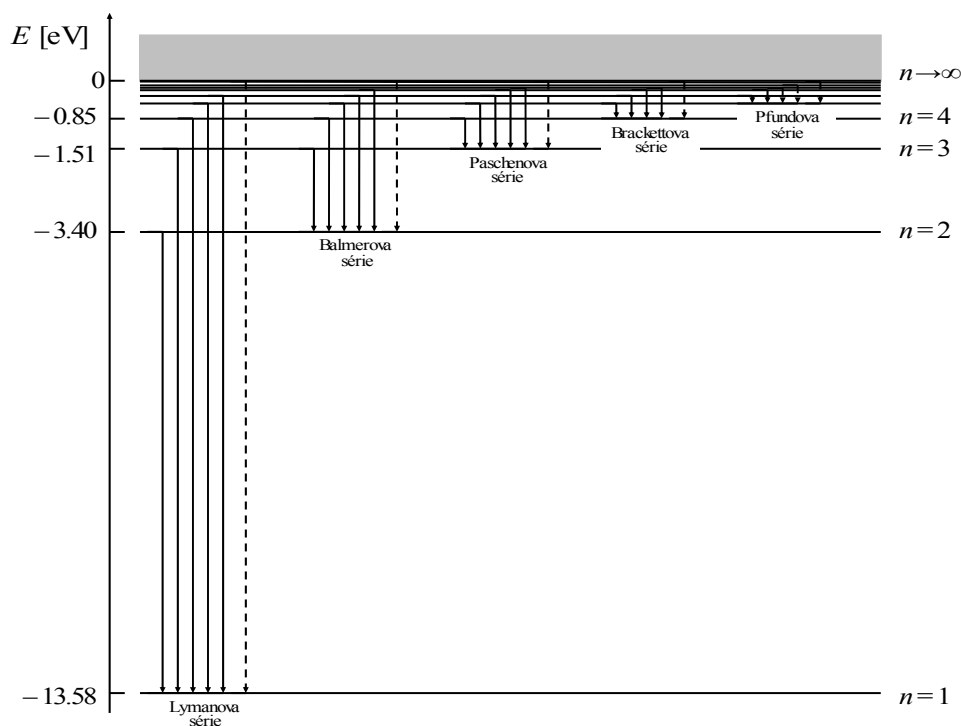 E [eV]
0
n→∞
−0.85
n=4
Pfundova
série
Brackettova
série
−1.51
n=3
Paschenova
série
−3.40
n=2
Balmerova
série
−13.58
n=1
Lymanova
série